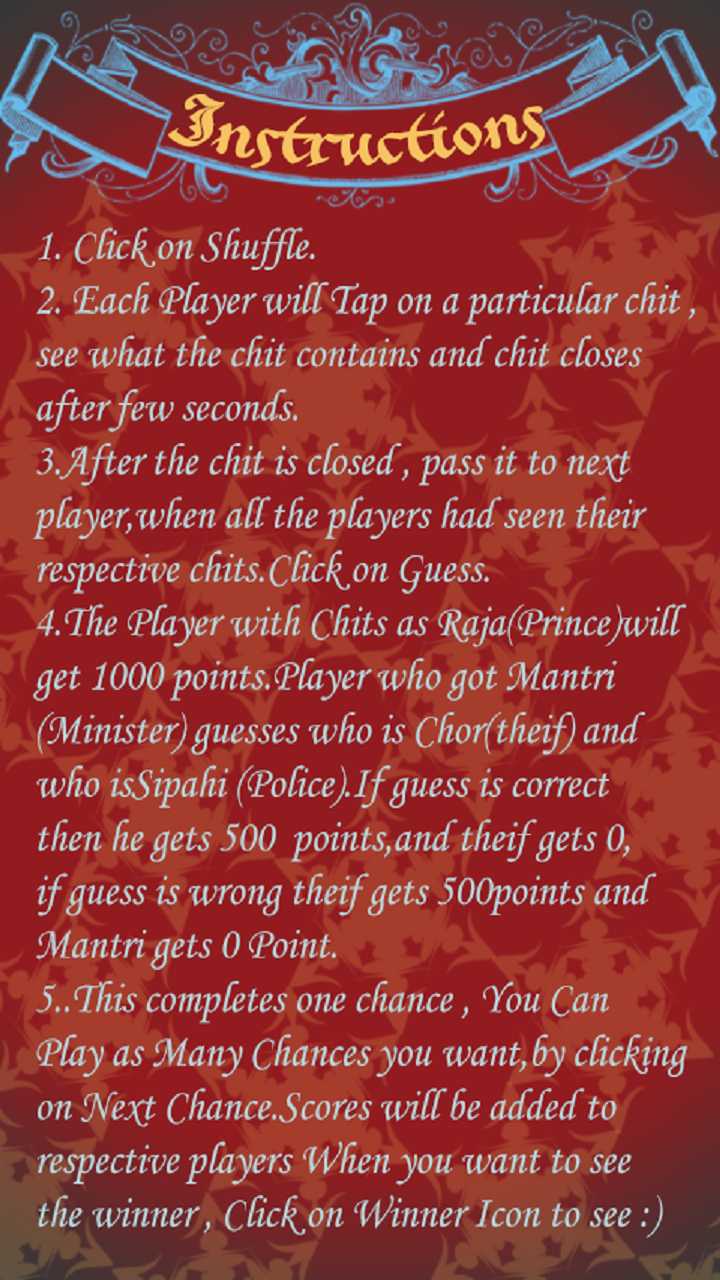 Instructions
1. Click on Shuffle.
2. Each Player will Tap on a particular chit ,
see what the chit contains and chit closes
after few seconds.
3.After the chit is closed , pass it to next
player,when all the players had seen their
respective chits.Click on Guess.
4.The Player with Chits as Raja(Prince)will
get 1000 points.Player who got Mantri
(Minister) guesses who is Chor(theif) and
who isSipahi (Police).If guess is correct
then he gets 500  points,and theif gets 0,
if guess is wrong theif gets 500points and
Mantri gets 0 Point.
5..This completes one chance , You Can
Play as Many Chances you want,by clicking
on Next Chance.Scores will be added to
respective players When you want to see
the winner , Click on Winner Icon to see :)